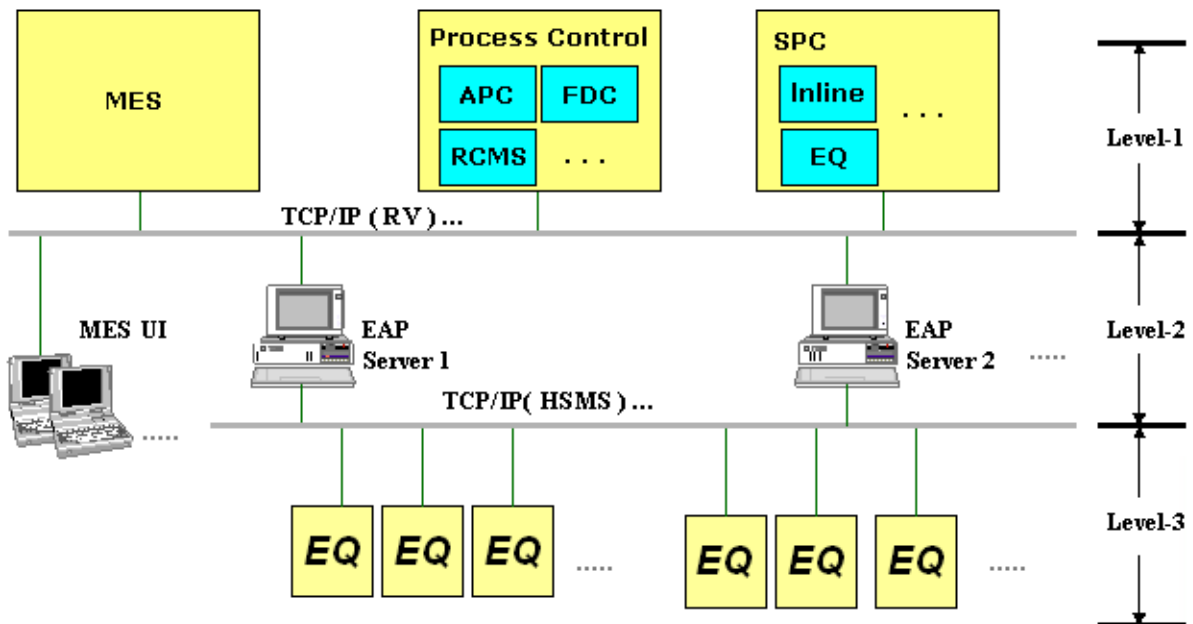 MES
Process Control
APC
FDC
RCMS
...
SPC
Inline
...
EQ
Level-1
TCP/IP ( RV ) ...
MES UI
.....
EAP
Server 1
EAP
Server 2
.....
Level-2
TCP/IP( HSMS ) ...
EQ
EQ
EQ
.....
EQ
EQ
EQ
.....
Level-3